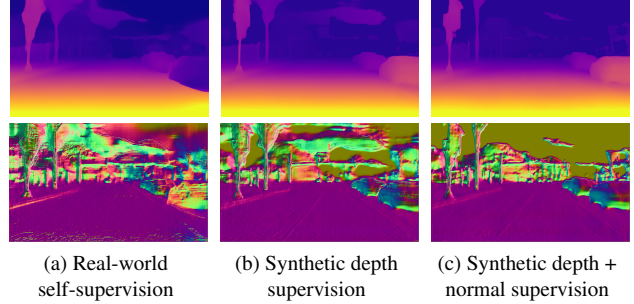 (a) Real-world
self-supervision
(b) Synthetic depth
supervision
(c) Synthetic depth +
normal supervision